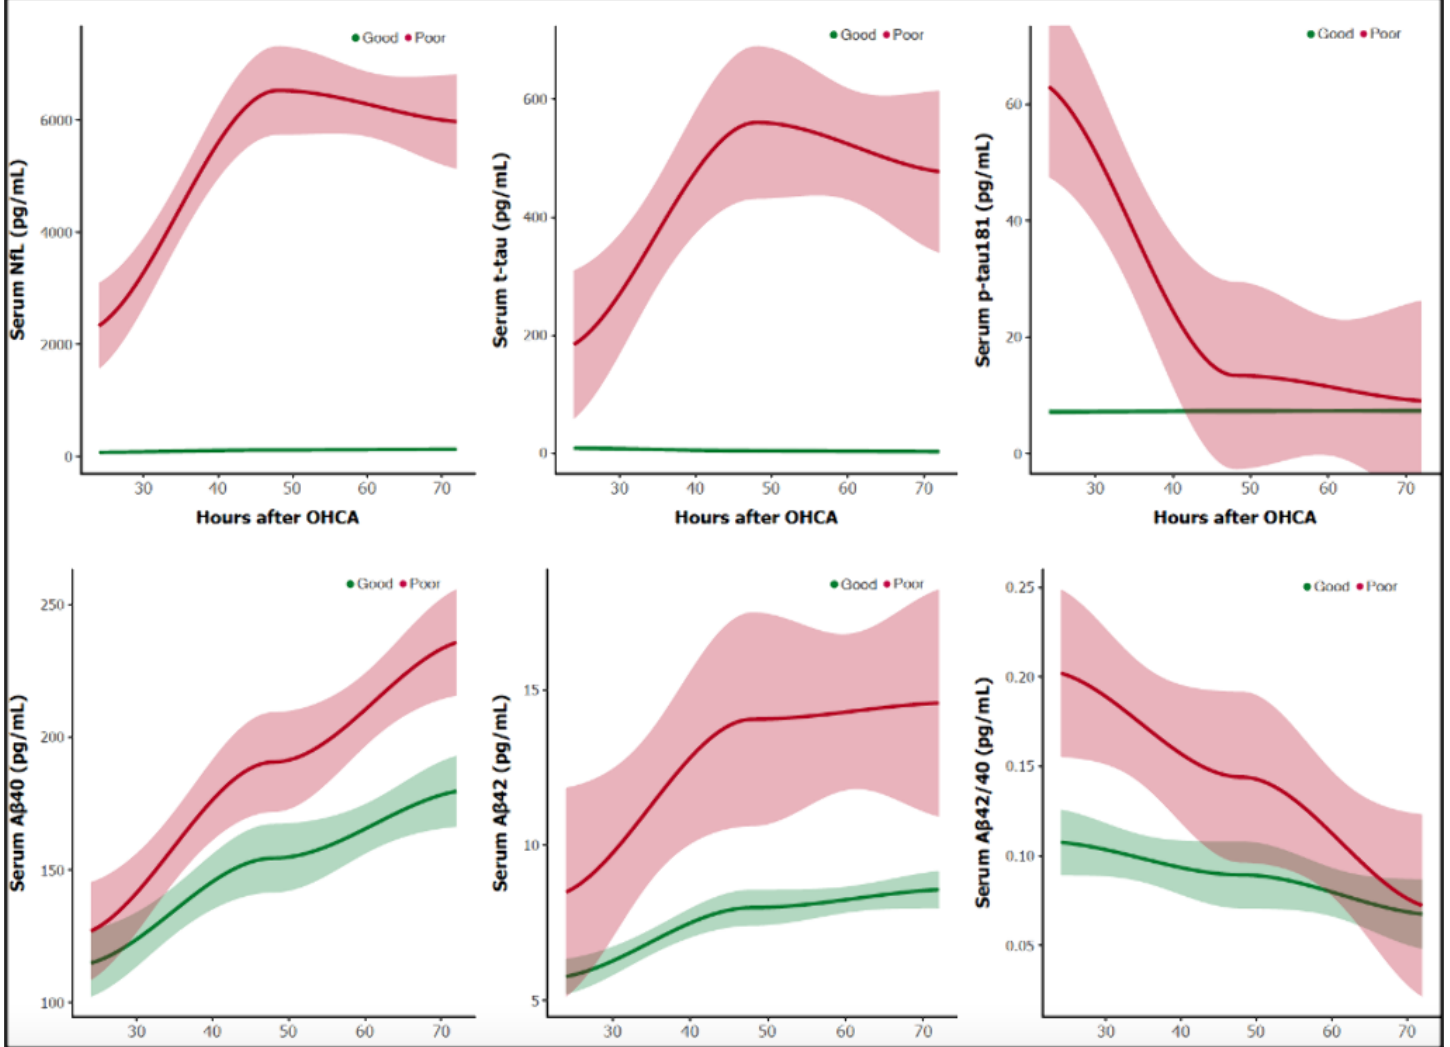 Good Poor
Serum NfL (pg/mL)
6000
4000
2000
0
30 40 50 60 70
Hours after OHCA
Good Poor
Serum t-tau (pg/mL)
600
400
200
0
30 40 50 60 70
Hours after OHCA
Good Poor
Serum p-tau181 (pg/mL)
60
40
20
0
30 40 50 60 70
Hours after OHCA
Good Poor
Serum Aβ40 (pg/mL)
250
200
150
100
30 40 50 60 70
Good Poor
Serum Aβ42 (pg/mL)
15
10
5
30 40 50 60 70
Good Poor
Serum Aβ42/40 (pg/mL)
0.25
0.20
0.15
0.10
0.05
30 40 50 60 70